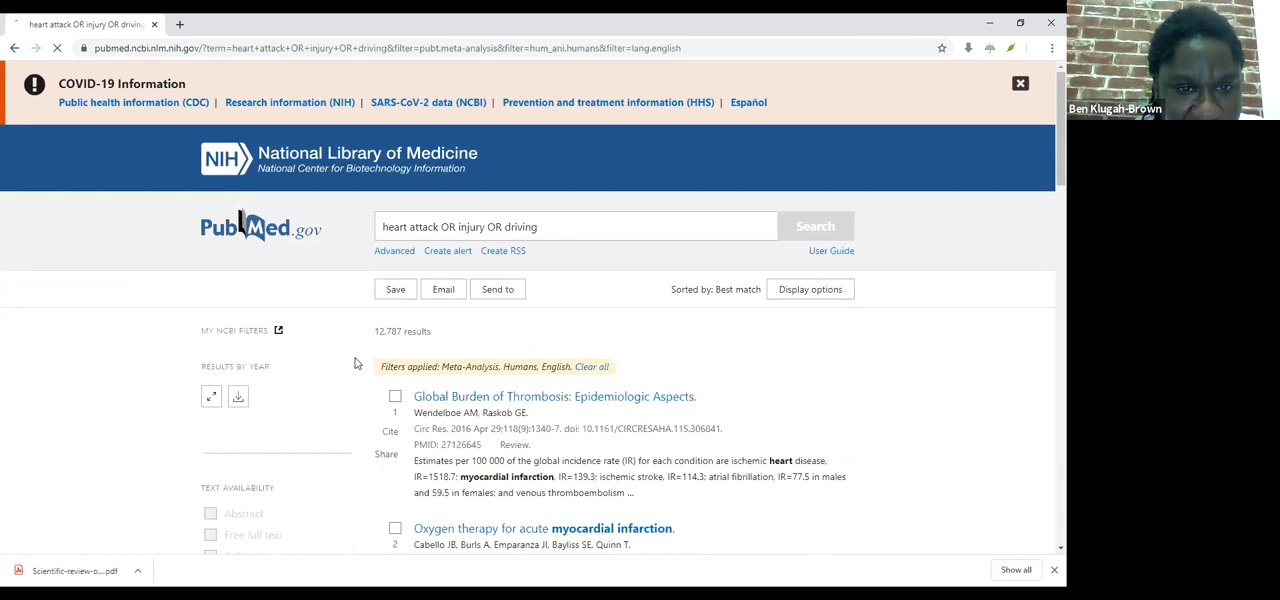 heart attack OR injury OR driving
pubmed.ncbi.nlm.nih.gov/?term=heart+attack+OR+injury+OR+driving&filter=pubt.meta-analysis&filter=hum_ani.humans&filter=lang.english
Ben Klugah-Brown
COVID-19 Information
Public health information (CDC) | Research information (NIH) | SARS-CoV-2 data (NCBI) | Prevention and treatment information (HHS) | Español
NIH National Library of Medicine
National Center for Biotechnology Information
PubMed.gov
heart attack OR injury OR driving
Search
Advanced Create alert Create RSS
User Guide
Save Email Send to
Sorted by: Best match Display options
MY NCBI FILTERS
12,787 results
RESULTS BY YEAR
Filters applied: Meta-Analysis, Humans, English. Clear all
Global Burden of Thrombosis: Epidemiologic Aspects.
1 Wendelboe AM, Raskob GE.
Cite Circ Res. 2016 Apr 29;118(9):1340-7. doi: 10.1161/CIRCRESAHA.115.306841.
PMID: 27126645 Review.
Share
Estimates per 100 000 of the global incidence rate (IR) for each condition are ischemic heart disease,
IR=1518.7; myocardial infarction, IR=139.3; ischemic stroke, IR=114.3; atrial fibrillation, IR=77.5 in males
and 59.5 in females; and venous thromboembolism ...
TEXT AVAILABILITY
Abstract
Free full text
Oxygen therapy for acute myocardial infarction.
2 Cabello JB, Burls A, Emparanza JI, Bayliss SE, Quinn T.
Scientific-review-o....pdf
Show all